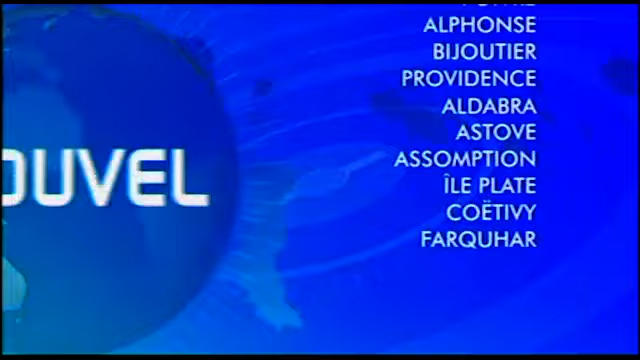 OUVEL
ALPHONSE
BIJOUTIER
PROVIDENCE
ALDABRA
ASTOVE
ASSOMPTION
ÎLE PLATE
COËTIVY
FARQUHAR